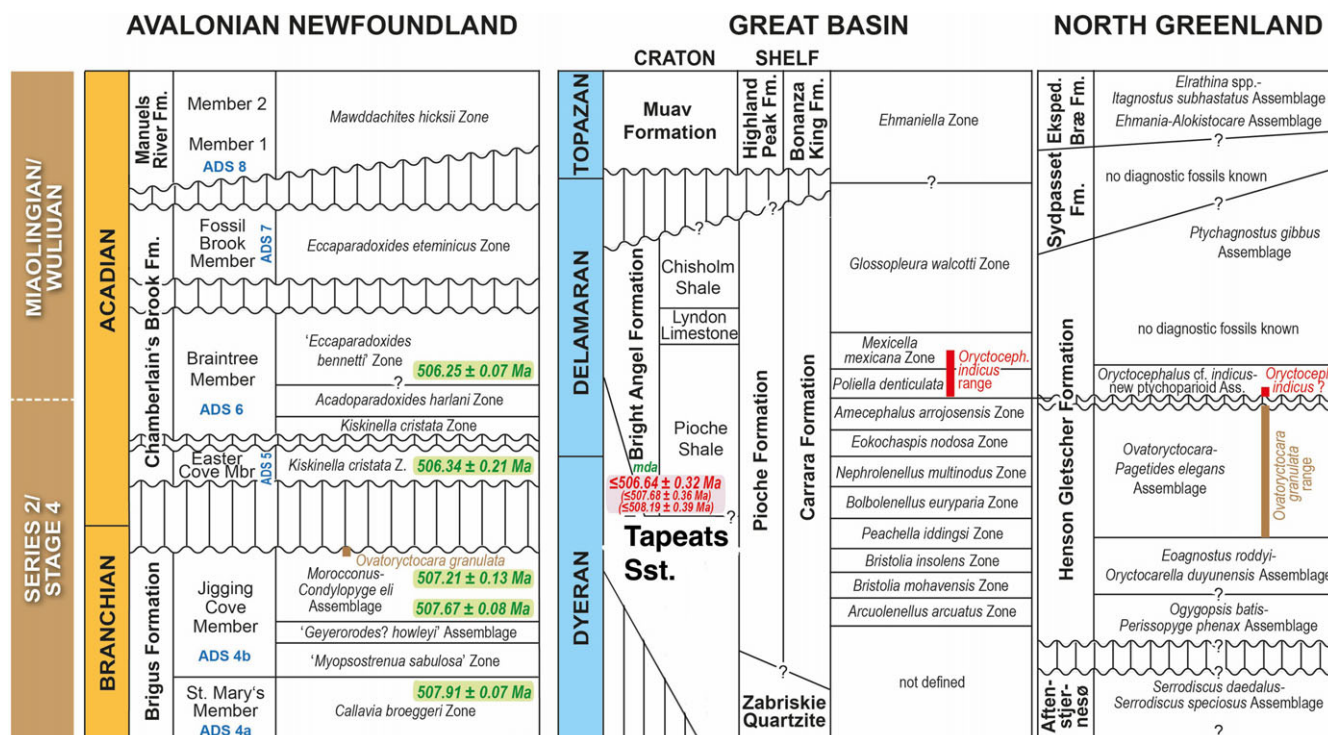 AVALONIAN NEWFOUNDLAND
GREAT BASIN
NORTH GREENLAND
CRATON
SHELF
MIAOLINGIAN/
WULIUAN
SERIES 2/
STAGE 4
ACADIAN
BRANCHIAN
Manuels
River Fm.
Chamberlain's Brook Fm.
Brigus Formation
Member 2
Member 1
ADS 8
Fossil
Brook
Member
ADS 7
Braintree
Member
ADS 6
Easter
Cove Mbr
ADS 5
Jigging
Cove
Member
ADS 4b
St. Mary's
Member
ADS 4a
Mawddachites hicksii Zone
Eccaparadoxides eteminicus Zone
'Eccaparadoxides
bennetti' Zone
506.25 ± 0.07 Ma
?
Acadoparadoxides harlani Zone
Kiskinella cristata Zone
Kiskinella cristata Z.
506.34 ± 0.21 Ma
Ovatoryctocara granulata
Morocconus-
Condylopyge eli
Assemblage
507.21 ± 0.13 Ma
507.67 ± 0.08 Ma
'Geyerorodes? howleyi' Assemblage
'Myopsostrenua sabulosa' Zone
507.91 ± 0.07 Ma
Callavia broeggeri Zone
TOPAZAN
DELAMARAN
DYERAN
Muav
Formation
?
Bright Angel Formation
Chisholm
Shale
Lyndon
Limestone
Pioche
Shale
mda
≤506.64 ± 0.32 Ma
(≤507.68 ± 0.36 Ma)
(≤508.19 ± 0.39 Ma)
?
Tapeats
Sst.
Highland
Peak Fm.
?
Pioche Formation
Bonanza
King Fm.
Carrara Formation
?
Zabriskie
Quartzite
Ehmaniella Zone
?
Glossopleura walcotti Zone
Mexicella
mexicana Zone
Poliella denticulata
Oryctoceph.
indicus
range
Amecephalus arrojosensis Zone
Eokochaspis nodosa Zone
Nephrolenellus multinodus Zone
Bolbolenellus euryparia Zone
Peachella iddingsi Zone
Bristolia insolens Zone
Bristolia mohavensis Zone
Arcuolenellus arcuatus Zone
not defined
Eksped.
Bræ Fm.
Sydpasset
Fm.
Henson Gletscher Formation
Aften-
stjernesø
Elrathina spp.-
Itagnostus subhastatus Assemblage
Ehmania-Alokistocare Assemblage
?
no diagnostic fossils known
?
Ptychagnostus gibbus
Assemblage
no diagnostic fossils known
Oryctocephalus cf. indicus-
new ptychoparioid Ass.
Oryctoceph.
indicus ?
Ovatoryctocara-
Pagetides elegans
Assemblage
Ovatoryctocara
granulata
range
Eoagnostus roddyi-
Oryctocarella duyunensis Assemblage
?
Ogygopsis batis-
Perissopyge phenax Assemblage
?
?
Serrodiscus daedalus-
Serrodiscus speciosus Assemblage
?